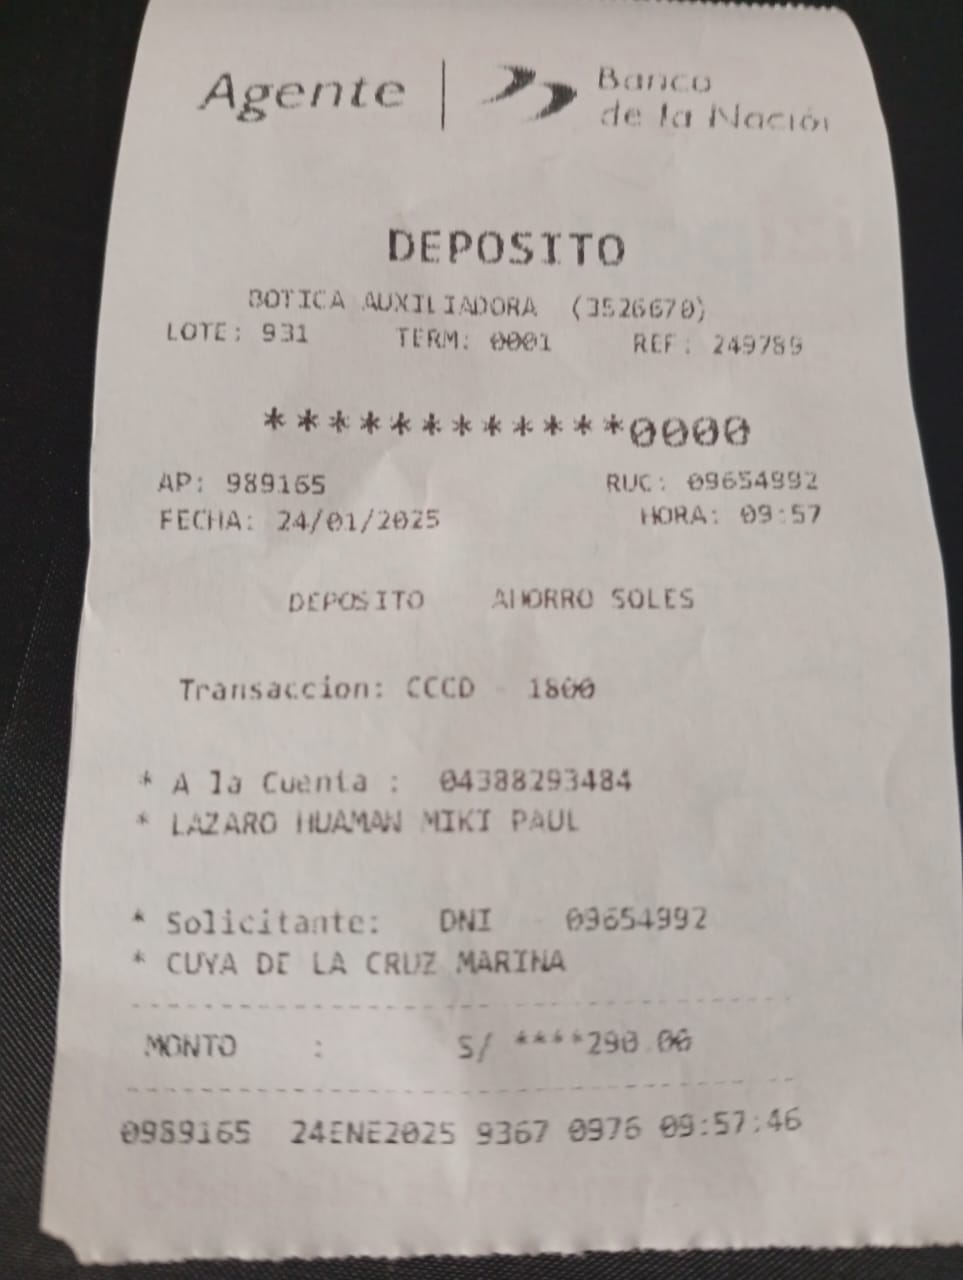 Agente | Banco
de la Nación
DEPOSITO
BOTICA AUXILIADORA (3526670)
LOTE: 931 TERM: 0001 REF: 249789
************0000
AP: 989165 RUC: 09654992
FECHA: 24/01/2025 HORA: 09:57
DEPOSITO AHORRO SOLES
Transaccion: CCCD - 1800
* A la Cuenta : 04388293484
* LAZARO HUAMAN MIKI PAUL
* Solicitante: DNI - 09654992
* CUYA DE LA CRUZ MARINA
MONTO : S/ ****290.00
0989165 24ENE2025 9367 0976 09:57:46